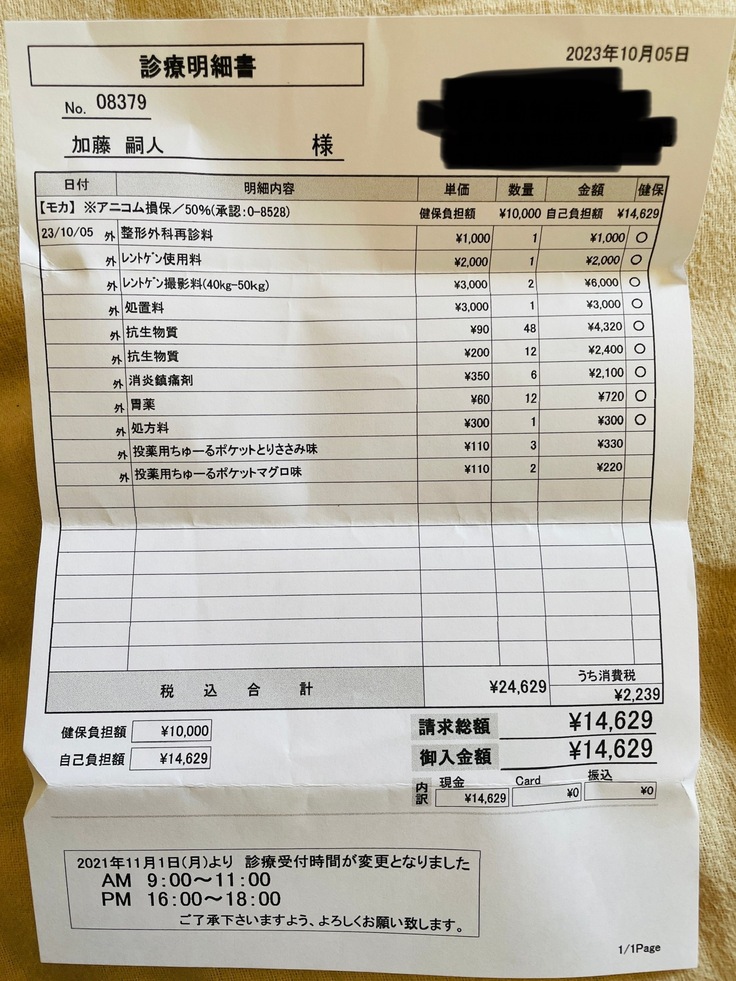 診療明細書
2023年10月05日
No. 08379
加藤 嗣人 様
日付 明細内容 単価 数量 金額 健保
【モカ】 ※アニコム損保／50%(承認:0-8528) 健保負担額 ¥10,000 自己負担額 ¥14,629
23/10/05 外 整形外科再診料 ¥1,000 1 ¥1,000 〇
外 レントゲン使用料 ¥2,000 1 ¥2,000 〇
外 レントゲン撮影料(40kg-50kg) ¥3,000 2 ¥6,000 〇
外 処置料 ¥3,000 1 ¥3,000 〇
外 抗生物質 ¥90 48 ¥4,320 〇
外 抗生物質 ¥200 12 ¥2,400 〇
外 消炎鎮痛剤 ¥350 6 ¥2,100 〇
外 胃薬 ¥60 12 ¥720 〇
外 処方料 ¥300 1 ¥300 〇
外 投薬用ちゅーるポケットとりささみ味 ¥110 3 ¥330
外 投薬用ちゅーるポケットマグロ味 ¥110 2 ¥220
税込合計 ¥24,629 うち消費税 ¥2,239
健保負担額 ¥10,000
自己負担額 ¥14,629
請求総額 ¥14,629
御入金額 ¥14,629
内訳 現金 Card 振込
¥14,629 ¥0 ¥0
2021年11月1日(月)より 診療受付時間が変更となりました
AM 9:00～11:00
PM 16:00～18:00
ご了承下さいますよう、よろしくお願い致します。
1/1Page